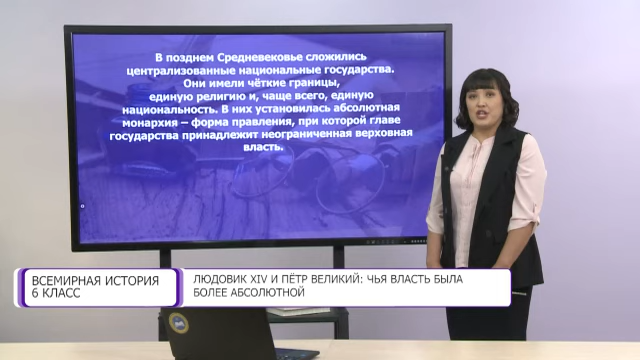 В позднем Средневековье сложились
централизованные национальные государства.
Они имели чёткие границы,
единую религию и, чаще всего, единую
национальность. В них установилась абсолютная
монархия – форма правления, при которой главе
государства принадлежит неограниченная верховная
власть.
ВСЕМИРНАЯ ИСТОРИЯ
6 КЛАСС
ЛЮДОВИК XIV И ПЁТР ВЕЛИКИЙ: ЧЬЯ ВЛАСТЬ БЫЛА
БОЛЕЕ АБСОЛЮТНОЙ